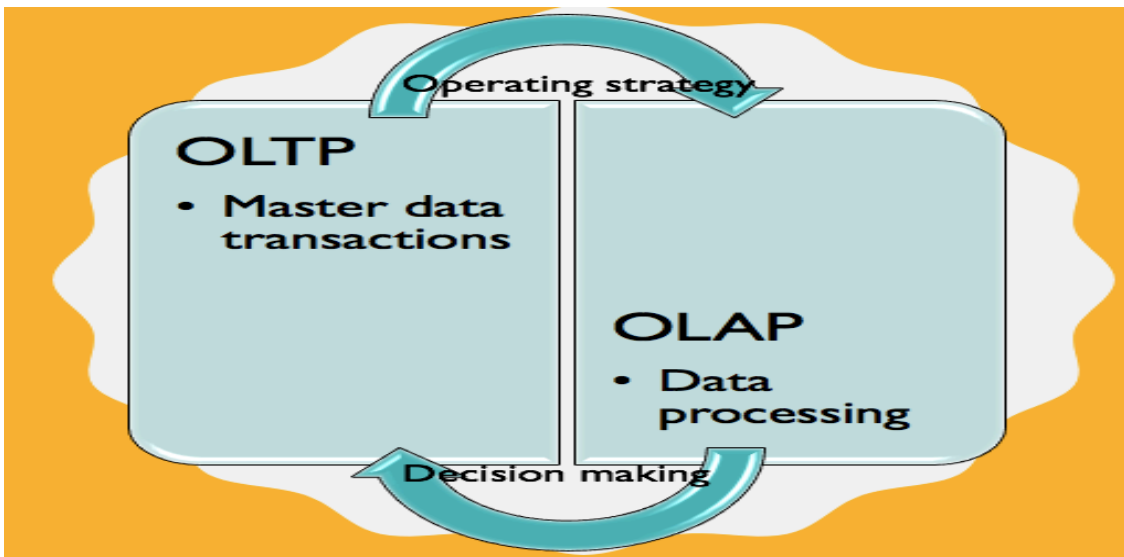 Operating strategy
OLTP
• Master data
transactions
OLAP
• Data
processing
Decision making